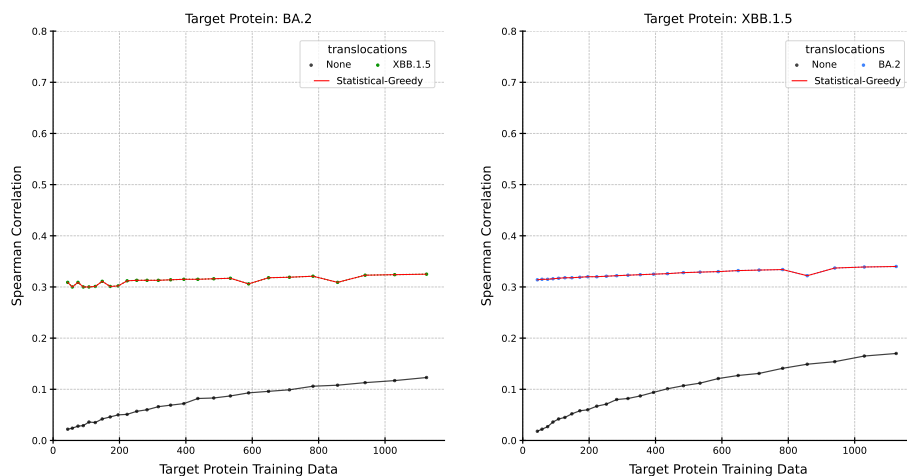 Target Protein: BA.2
0.8
0.7
0.6
0.5
0.4
0.3
0.2
0.1
0.0
Spearman Correlation
translocations
None XBB.1.5
Statistical-Greedy
0 200 400 600 800 1000
Target Protein Training Data
Target Protein: XBB.1.5
0.8
0.7
0.6
0.5
0.4
0.3
0.2
0.1
0.0
Spearman Correlation
translocations
None BA.2
Statistical-Greedy
0 200 400 600 800 1000
Target Protein Training Data